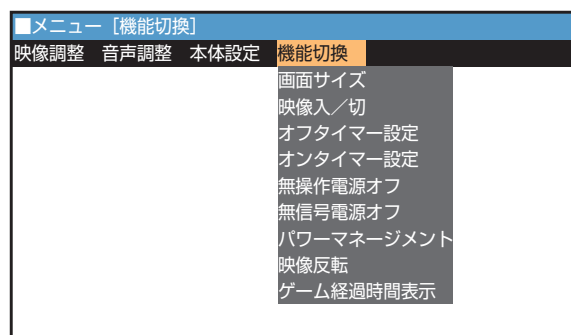 ■メニュー［機能切換］
映像調整 音声調整 本体設定 機能切換
画面サイズ
映像入／切
オフタイマー設定
オンタイマー設定
無操作電源オフ
無信号電源オフ
パワーマネージメント
映像反転
ゲーム経過時間表示